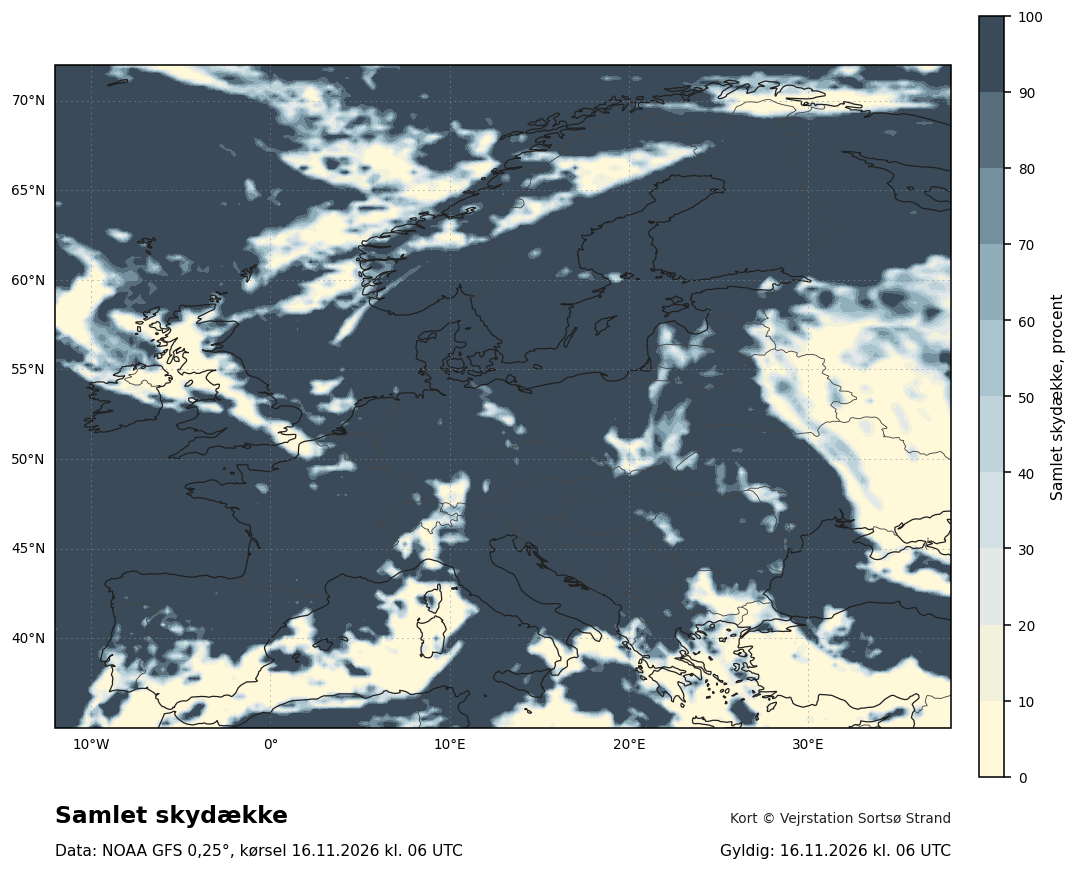 100
90
80
70
60
50
40
30
20
10
0
Samlet skydække, procent
70°N
65°N
60°N
55°N
50°N
45°N
40°N
10°W
0°
10°E
20°E
30°E
Samlet skydække
Kort © Vejrstation Sortsø Strand
Data: NOAA GFS 0,25°, kørsel 16.11.2026 kl. 06 UTC
Gyldig: 16.11.2026 kl. 06 UTC